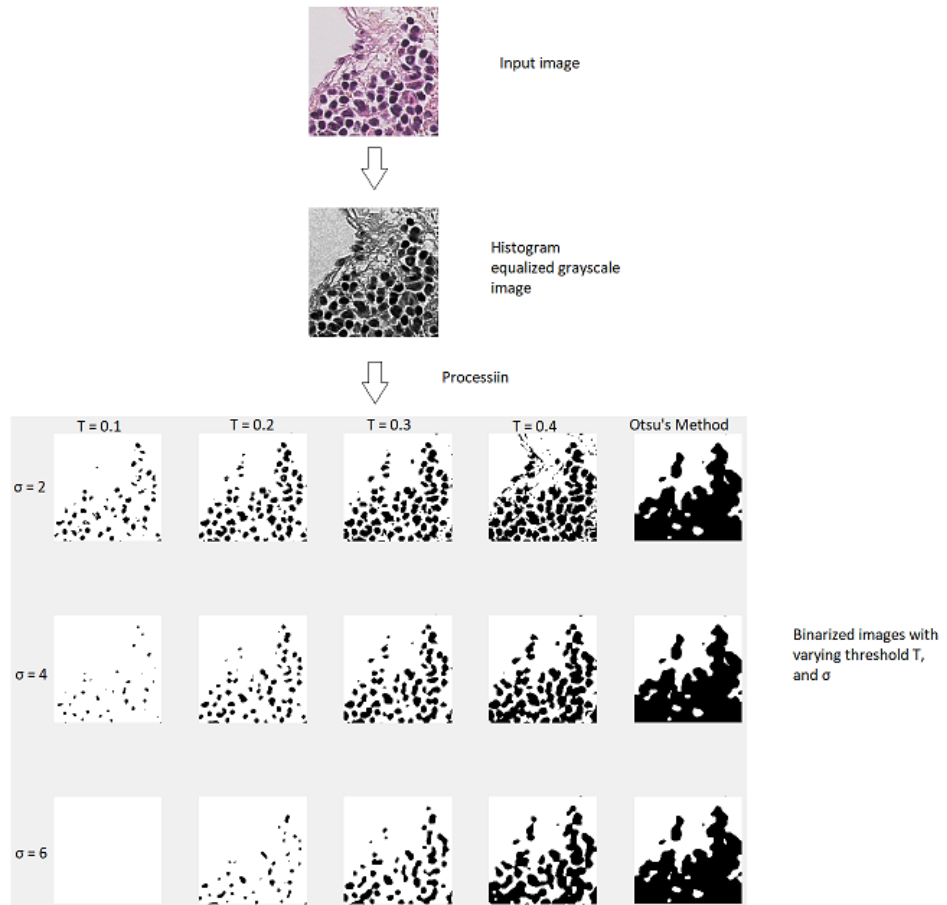 Input image
Histogram
equalized grayscale
image
Processiin
T = 0.1
T = 0.2
T = 0.3
T = 0.4
Otsu's Method
σ = 2
σ = 4
Binarized images with
varying threshold T,
and σ
σ = 6